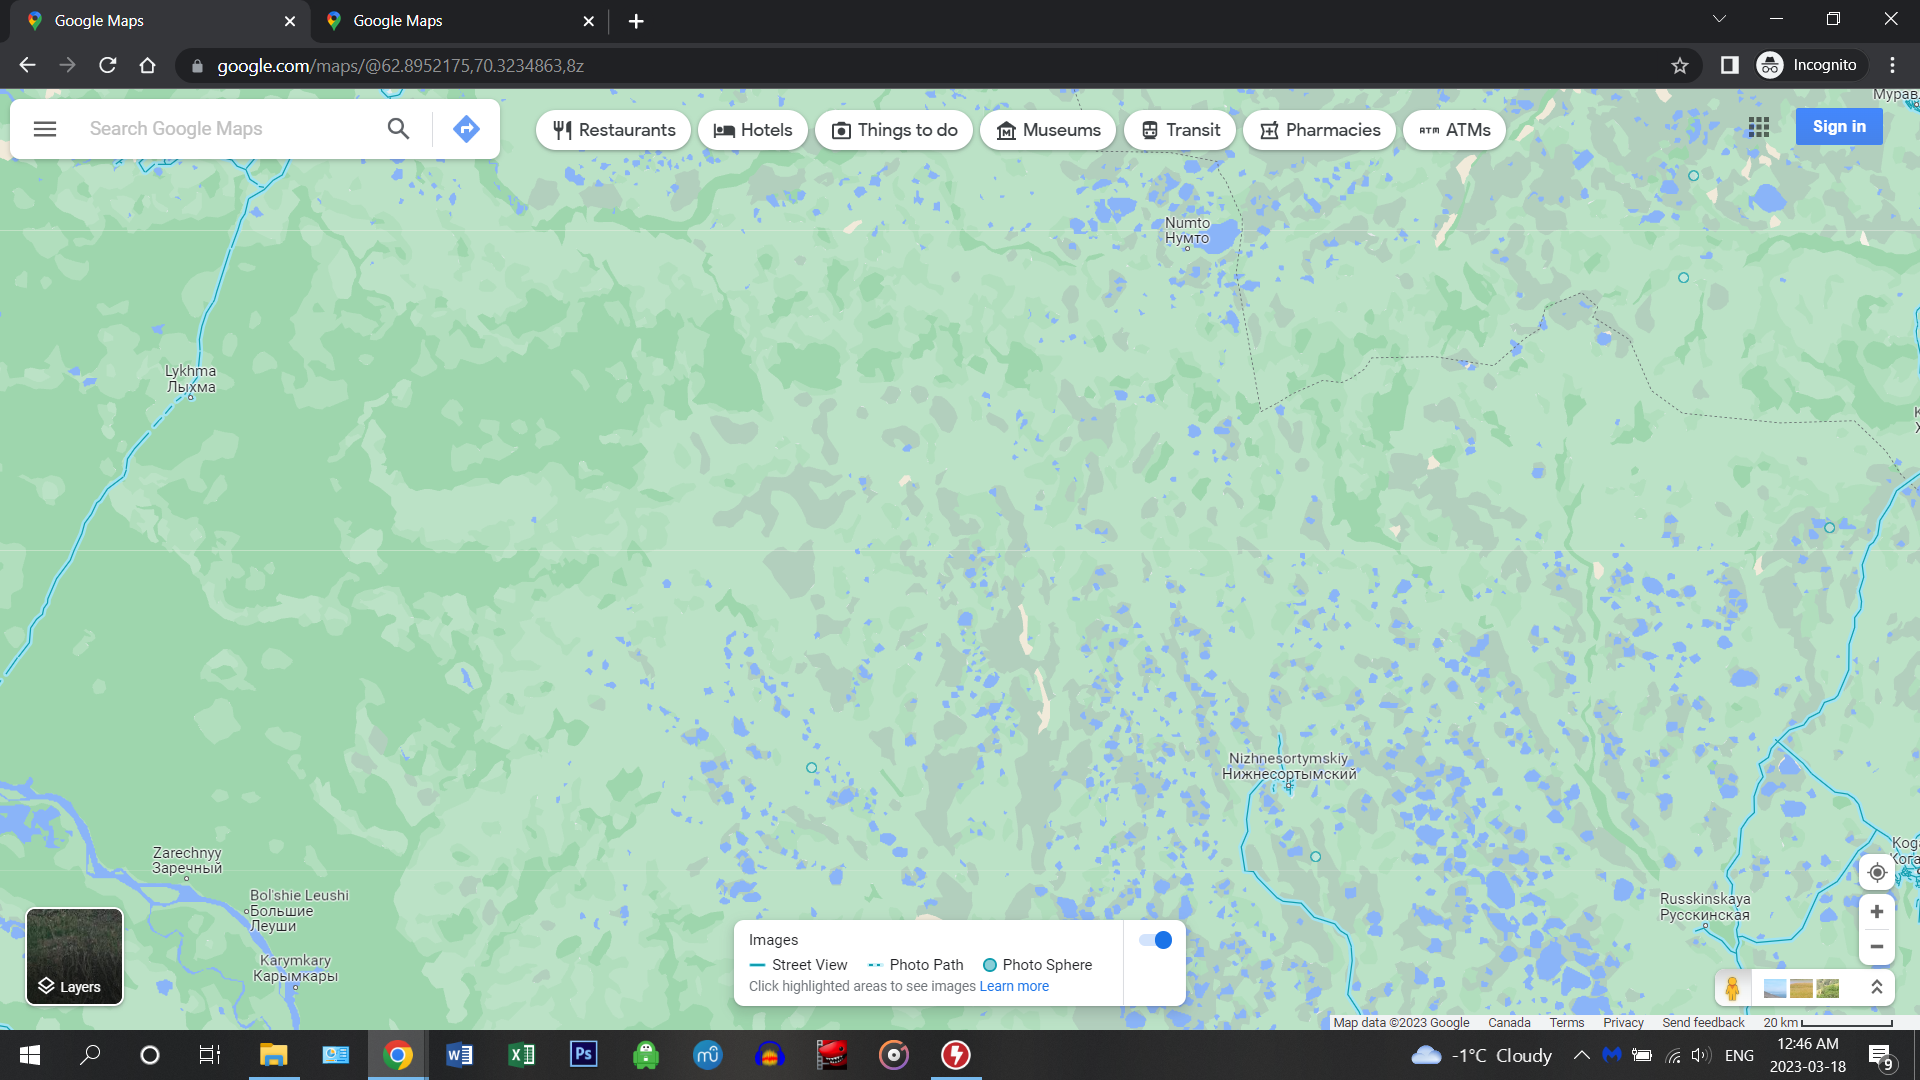 Google Maps
Google Maps
google.com/maps/@62.8952175,70.3234863,8z
Incognito
Search Google Maps
Restaurants
Hotels
Things to do
Museums
Transit
Pharmacies
ATM ATMs
Sign in
Мурав
Numto
Нумто
Lykhma
Лыхма
Nizhnesortymskiy
Нижнесортымский
Zarechnyy
Заречный
Bol'shie Leushi
Большие
Леуши
Karymkary
Карымкары
Russkinskaya
Русскинская
Koga
Кога
Layers
Images
Street View
Photo Path
Photo Sphere
Click highlighted areas to see images Learn more
Map data ©2023 Google
Canada
Terms
Privacy
Send feedback
20 km
W
X
Ps
mü
-1°C Cloudy
ENG
12:46 AM
2023-03-18
9